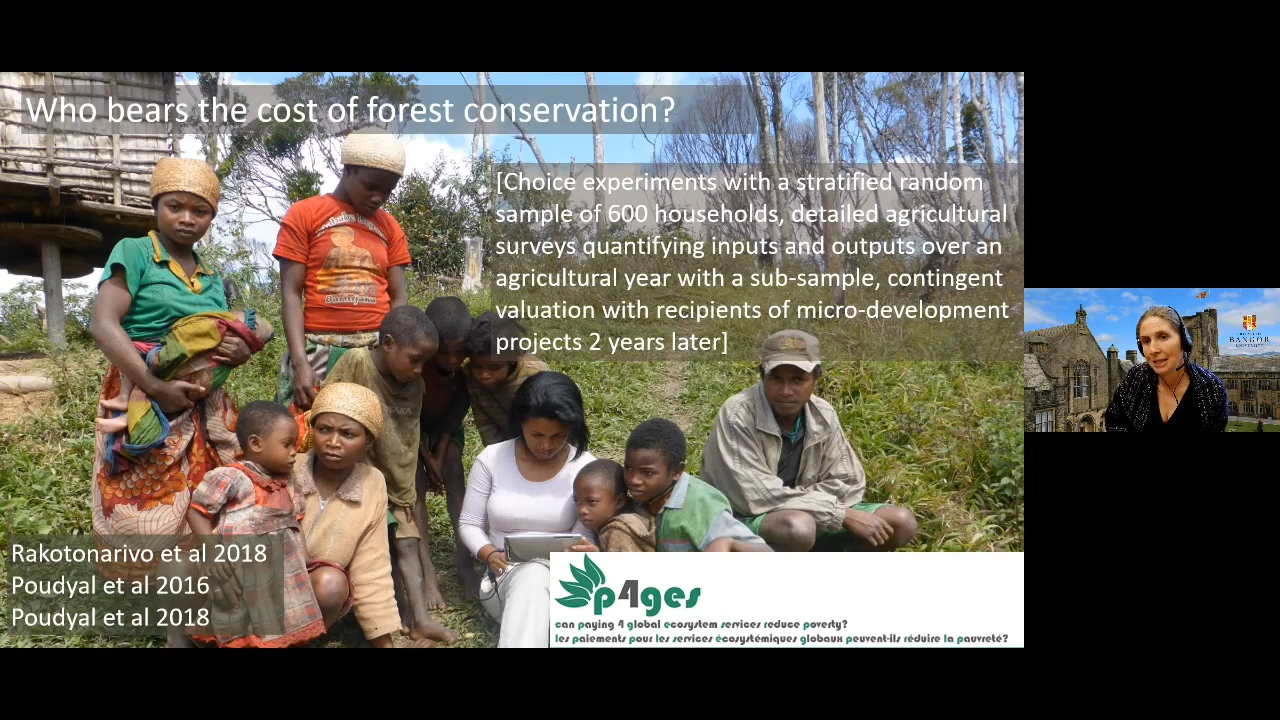 Who bears the cost of forest conservation?
[Choice experiments with a stratified random
sample of 600 households, detailed agricultural
surveys quantifying inputs and outputs over an
agricultural year with a sub-sample, contingent
valuation with recipients of micro-development
projects 2 years later]
Rakotonarivo et al 2018
Poudyal et al 2016
Poudyal et al 2018
p4ges
can paying 4 global ecosystem services reduce poverty?
les paiements pour les services écosystémiques globaux peuvent-ils réduire la pauvreté?
BANGOR
UNIVERSITY